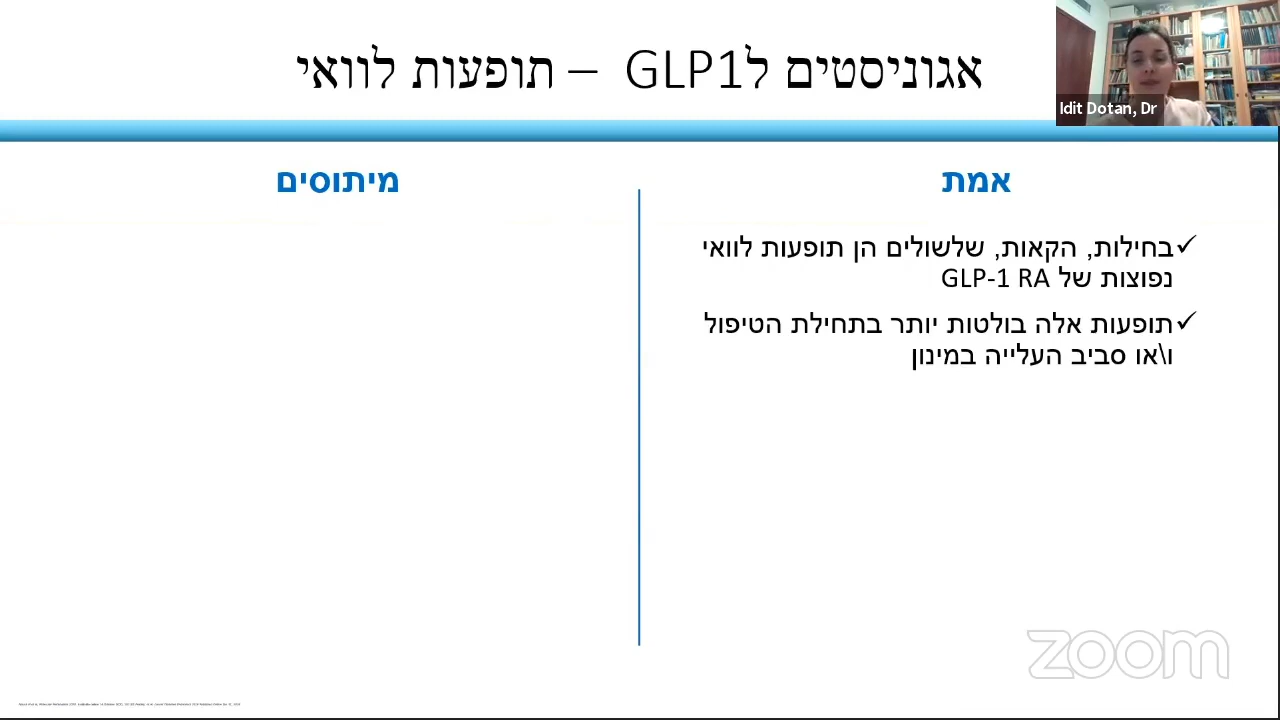 אגוניסטים לGLP1 – תופעות לוואי
Idit Dotan, Dr
אמת
✓בחילות, הקאות, שלשולים הן תופעות לוואי
נפוצות של GLP-1 RA
✓תופעות אלה בולטות יותר בתחילת הטיפול
ו\או סביב העלייה במינון
מיתוסים
zoom